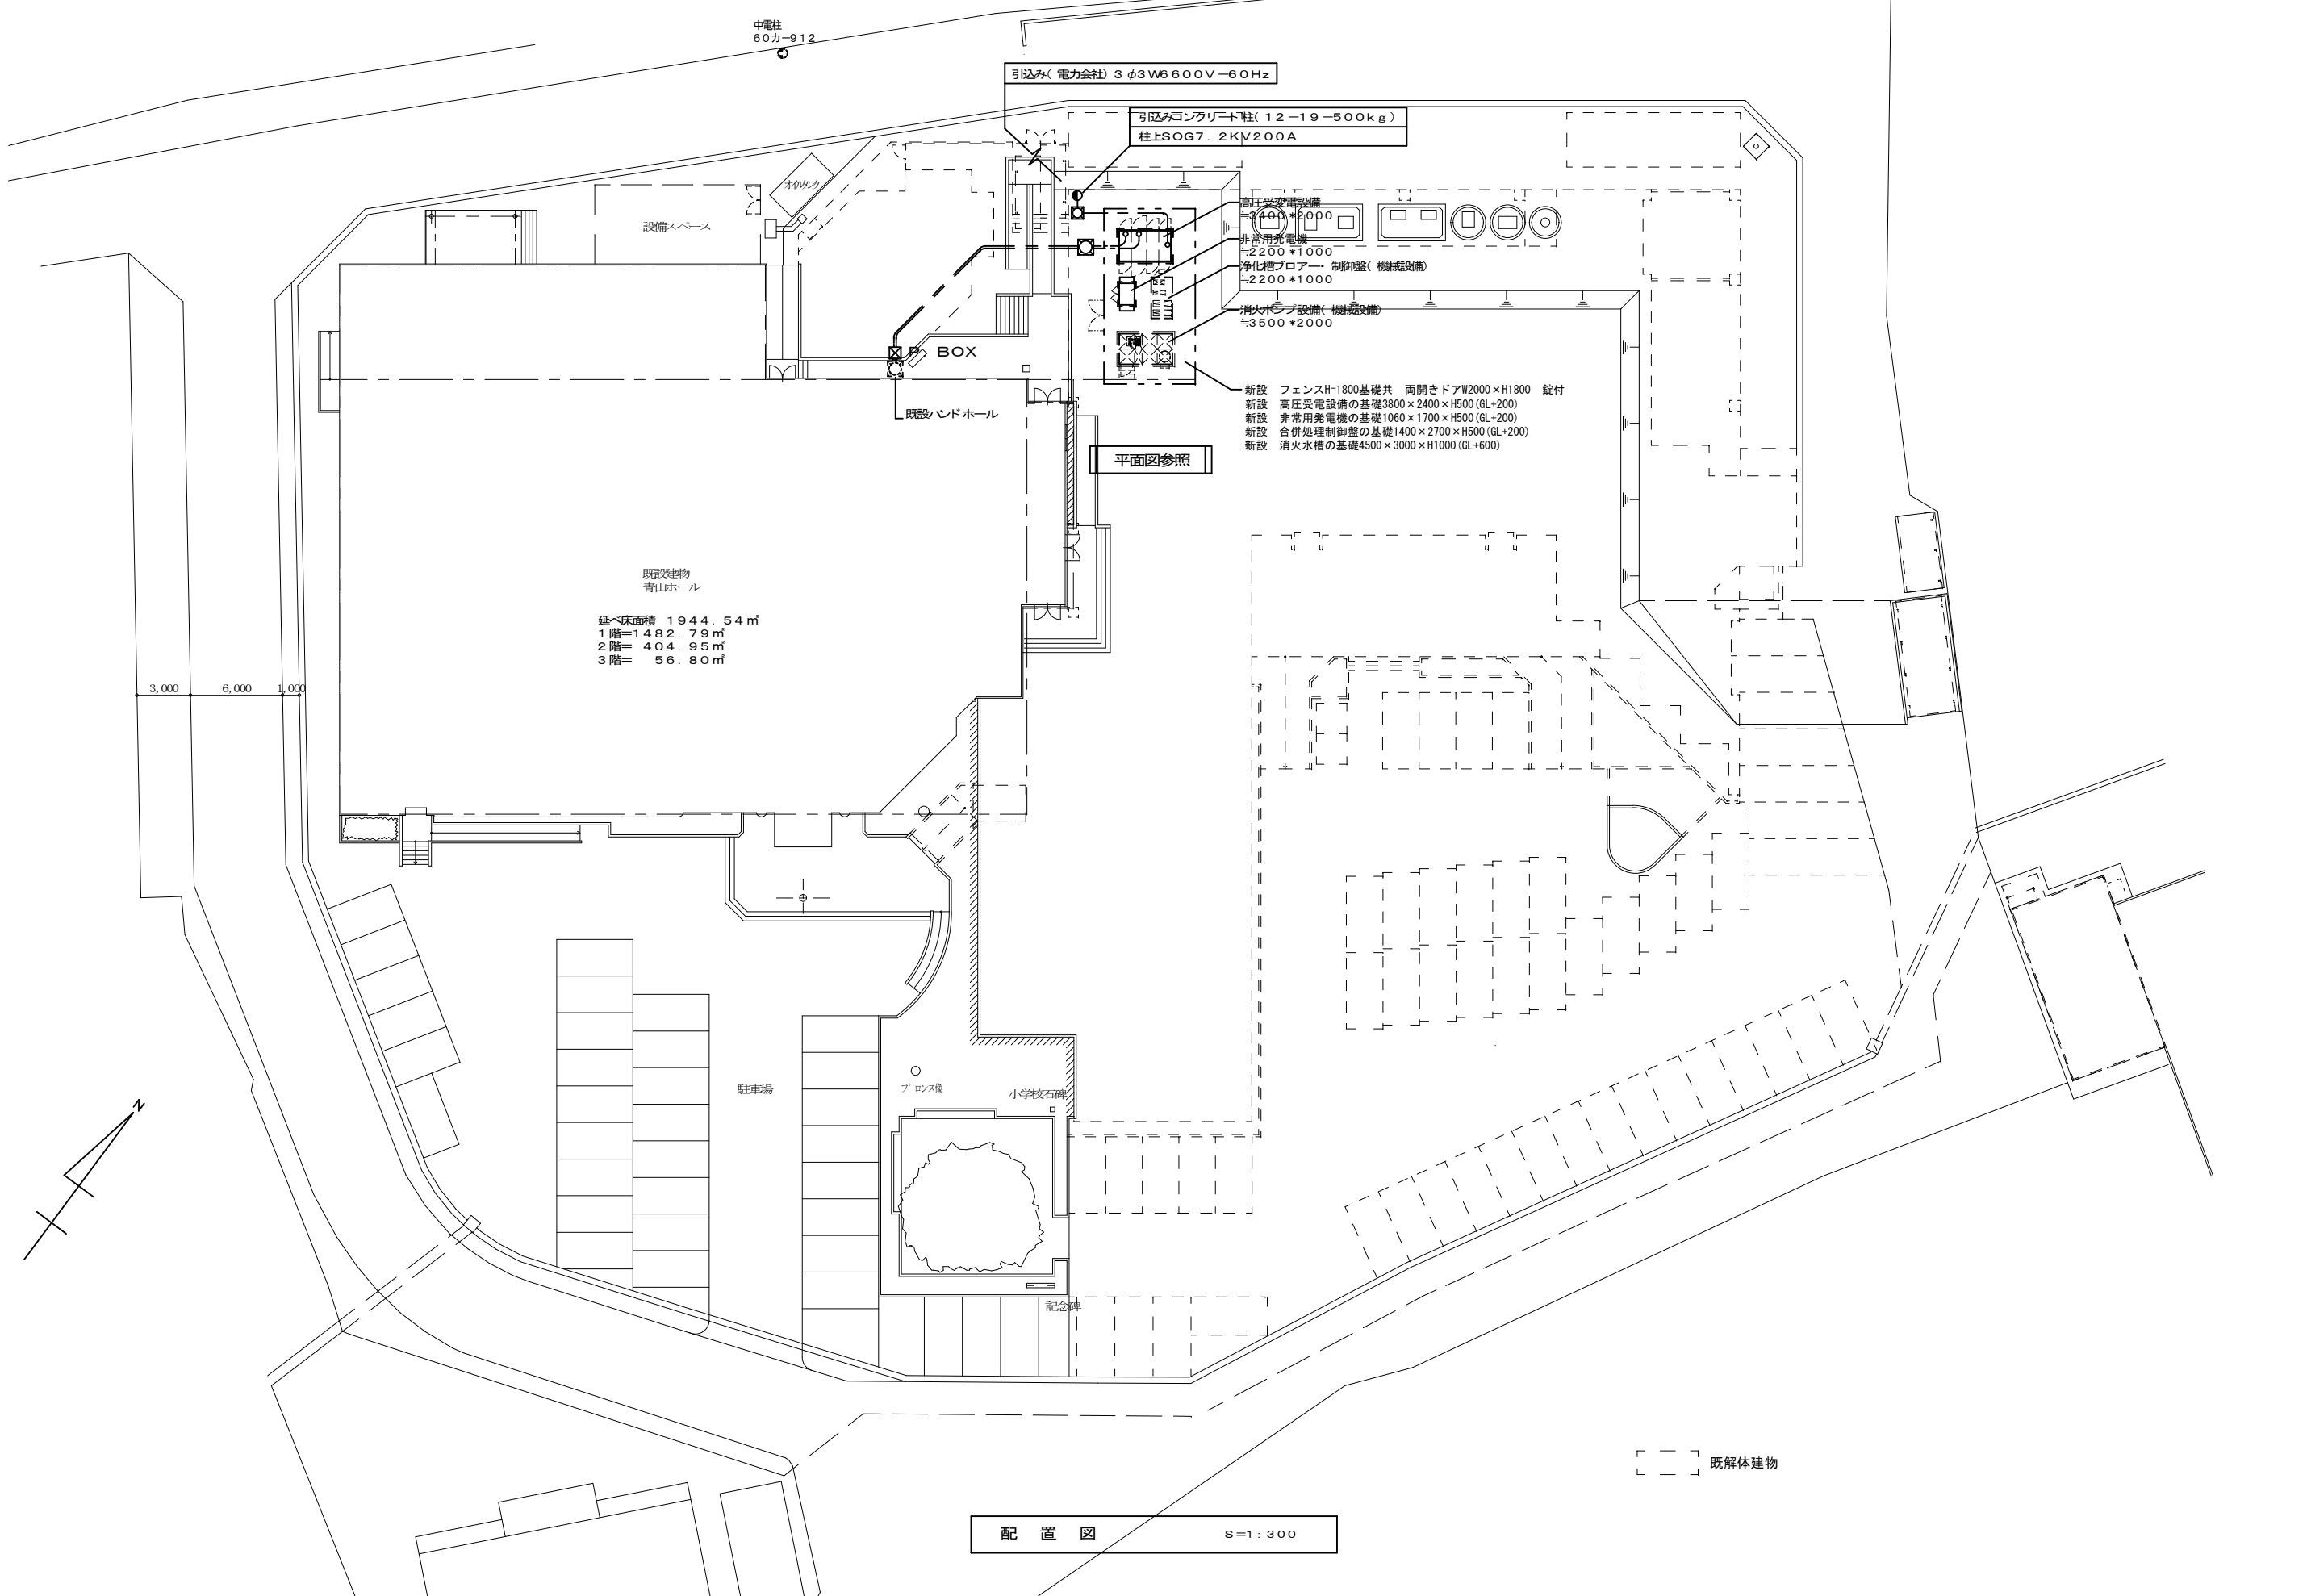 中電柱
60カ-912
引込み(電力会社) 3φ3W6600V-60Hz
引込みコンクリート柱(12-19-500kg)
柱上SOG7.2KV200A
オイルタンク
設備スペース
高圧受変電設備
≒3400*2000
非常用発電機
≒2200*1000
浄化槽ブロアー・制御盤(機械設備)
≒2200*1000
消火ポンプ設備(機械設備)
≒3500*2000
P BOX
既設ハンドホール
新設 フェンスH=1800基礎共 両開きドアW2000×H1800 錠付
新設 高圧受電設備の基礎3800×2400×H500(GL+200)
新設 非常用発電機の基礎1060×1700×H500(GL+200)
新設 合併処理制御盤の基礎1400×2700×H500(GL+200)
新設 消火水槽の基礎4500×3000×H1000(GL+600)
平面図参照
既設建物
青山ホール
延べ床面積 1944.54㎡
1階=1482.79㎡
2階= 404.95㎡
3階= 56.80㎡
3,000 6,000 1,000
駐車場
ブロンズ像
小学校石碑
記念碑
N
既解体建物
配置図 S=1:300